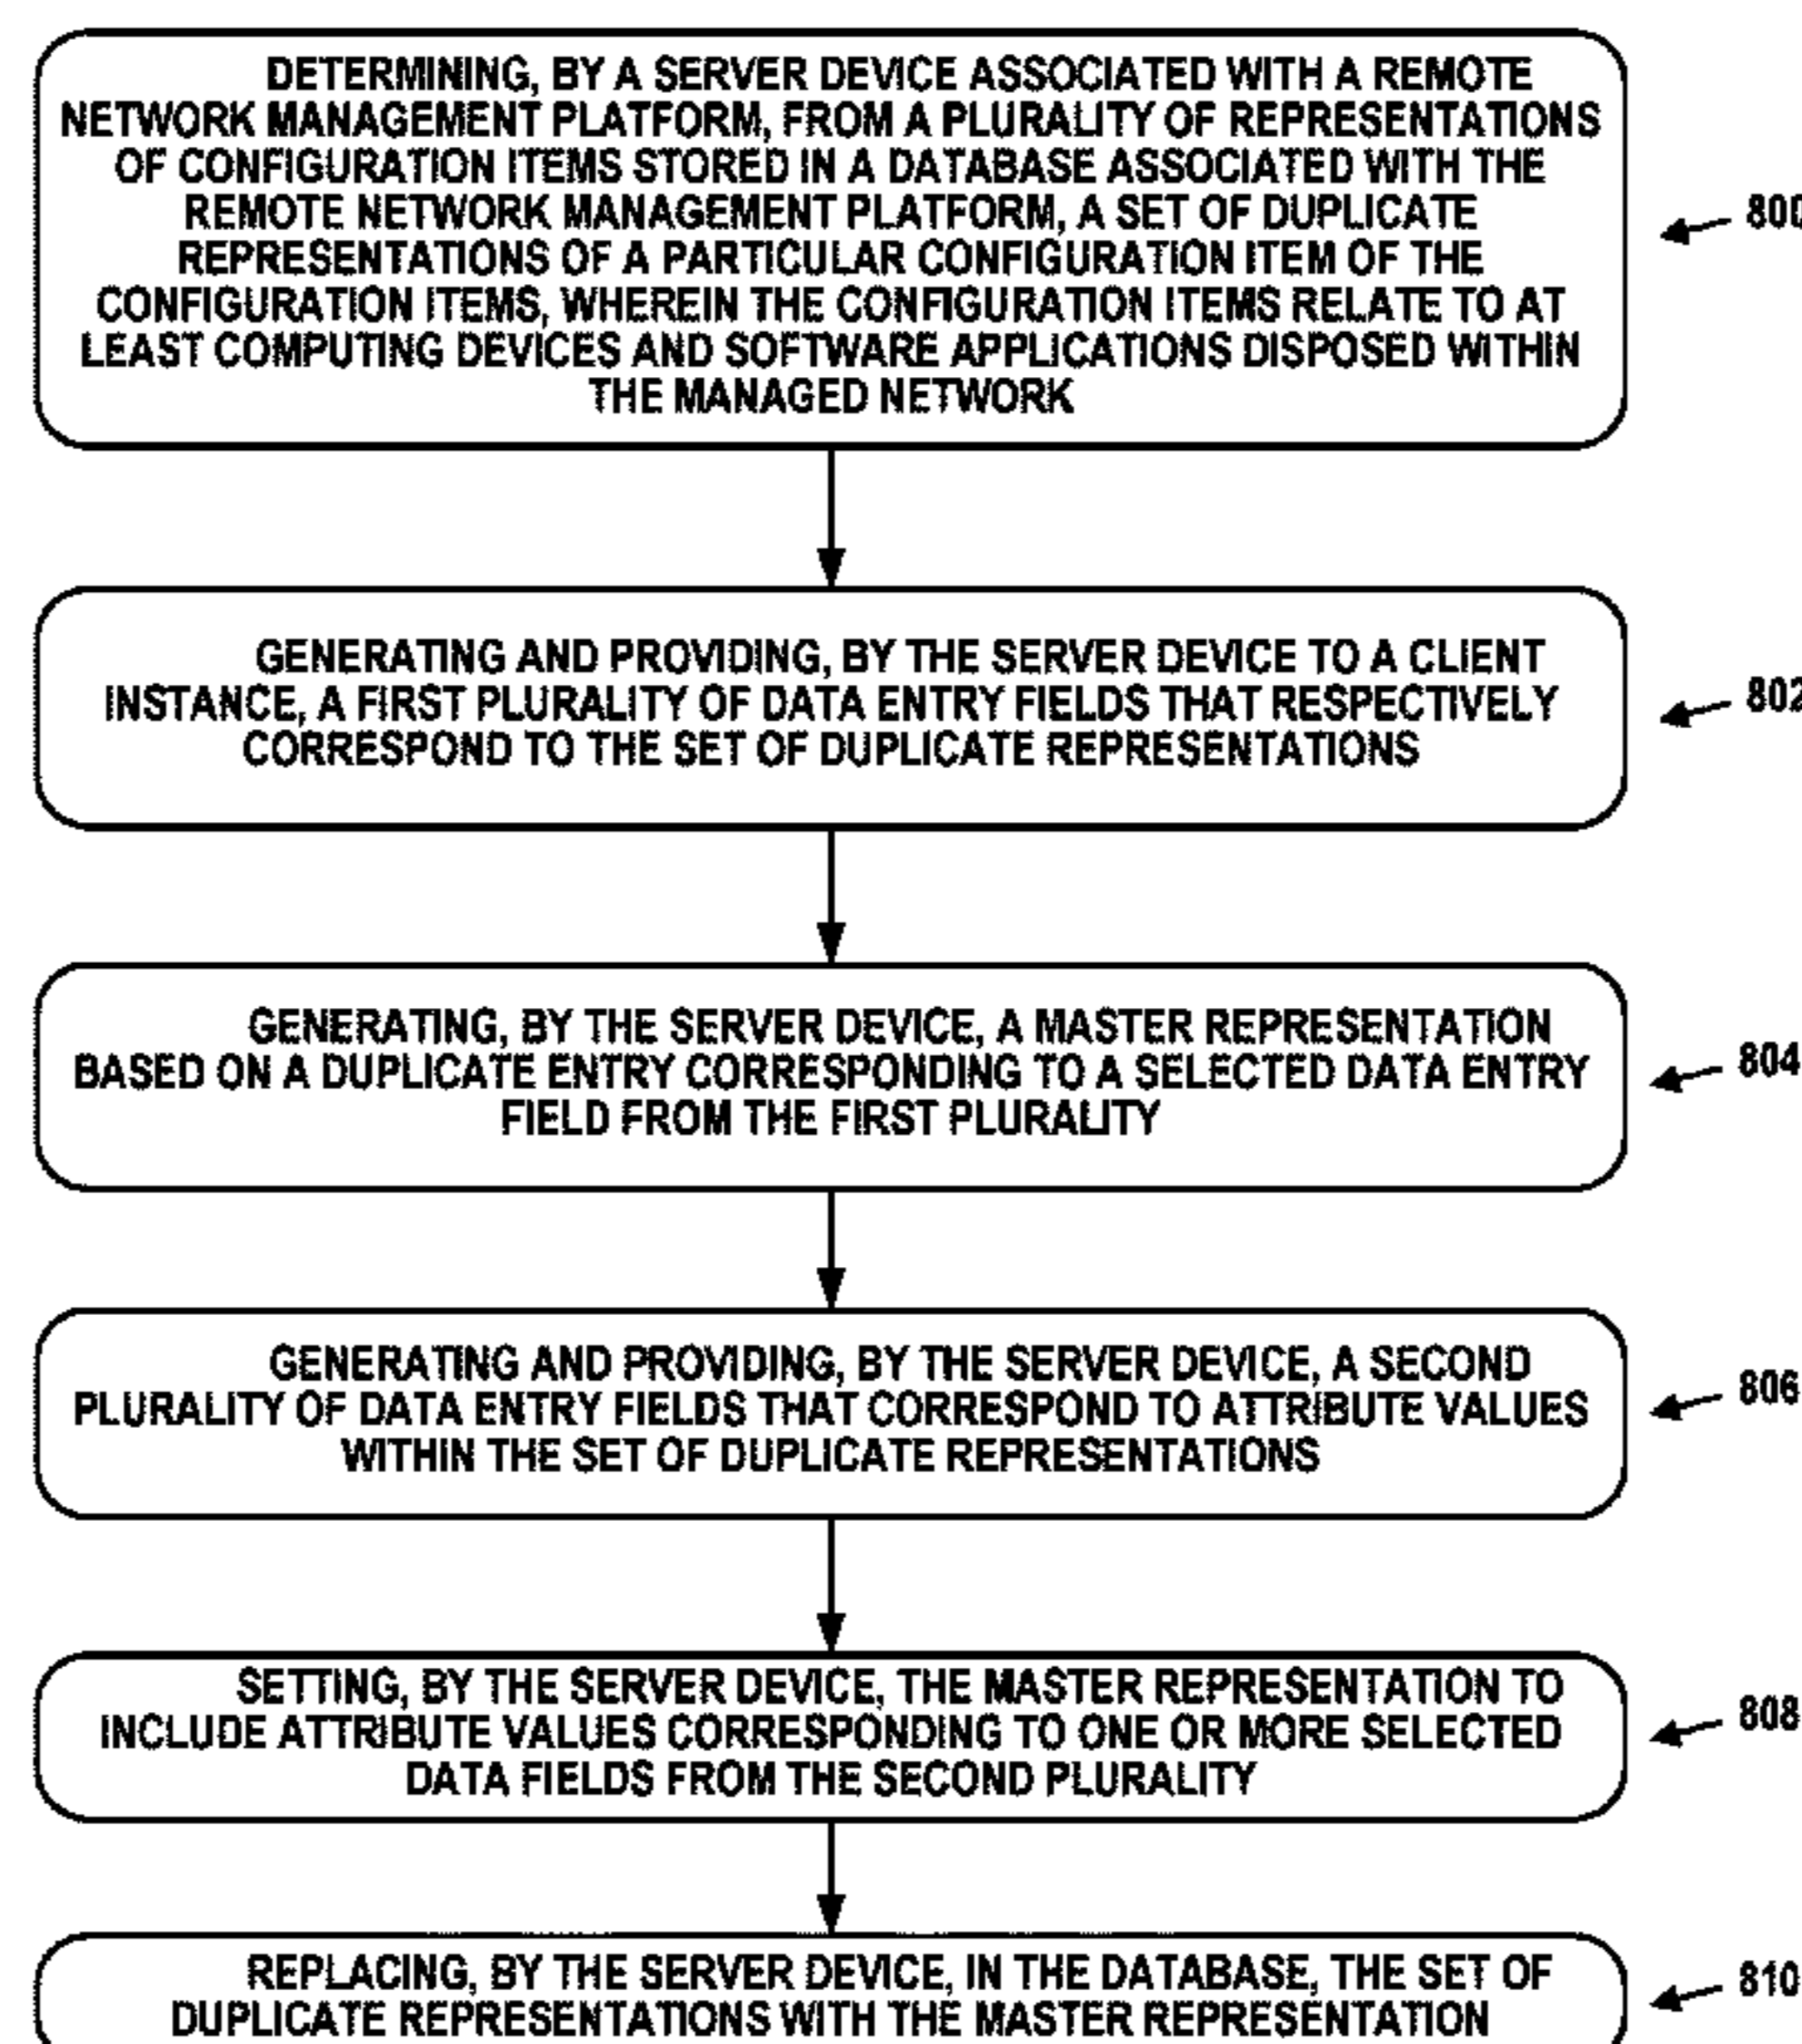 DETERMINING, BY A SERVER DEVICE ASSOCIATED WITH A REMOTE
NETWORK MANAGEMENT PLATFORM, FROM A PLURALITY OF REPRESENTATIONS
OF CONFIGURATION ITEMS STORED IN A DATABASE ASSOCIATED WITH THE
REMOTE NETWORK MANAGEMENT PLATFORM, A SET OF DUPLICATE
REPRESENTATIONS OF A PARTICULAR CONFIGURATION ITEM OF THE
CONFIGURATION ITEMS, WHEREIN THE CONFIGURATION ITEMS RELATE TO AT
LEAST COMPUTING DEVICES AND SOFTWARE APPLICATIONS DISPOSED WITHIN
THE MANAGED NETWORK
800
GENERATING AND PROVIDING, BY THE SERVER DEVICE TO A CLIENT
INSTANCE, A FIRST PLURALITY OF DATA ENTRY FIELDS THAT RESPECTIVELY
CORRESPOND TO THE SET OF DUPLICATE REPRESENTATIONS
802
GENERATING, BY THE SERVER DEVICE, A MASTER REPRESENTATION
BASED ON A DUPLICATE ENTRY CORRESPONDING TO A SELECTED DATA ENTRY
FIELD FROM THE FIRST PLURALITY
804
GENERATING AND PROVIDING, BY THE SERVER DEVICE, A SECOND
PLURALITY OF DATA ENTRY FIELDS THAT CORRESPOND TO ATTRIBUTE VALUES
WITHIN THE SET OF DUPLICATE REPRESENTATIONS
806
SETTING, BY THE SERVER DEVICE, THE MASTER REPRESENTATION TO
INCLUDE ATTRIBUTE VALUES CORRESPONDING TO ONE OR MORE SELECTED
DATA FIELDS FROM THE SECOND PLURALITY
808
REPLACING, BY THE SERVER DEVICE, IN THE DATABASE, THE SET OF
DUPLICATE REPRESENTATIONS WITH THE MASTER REPRESENTATION
810